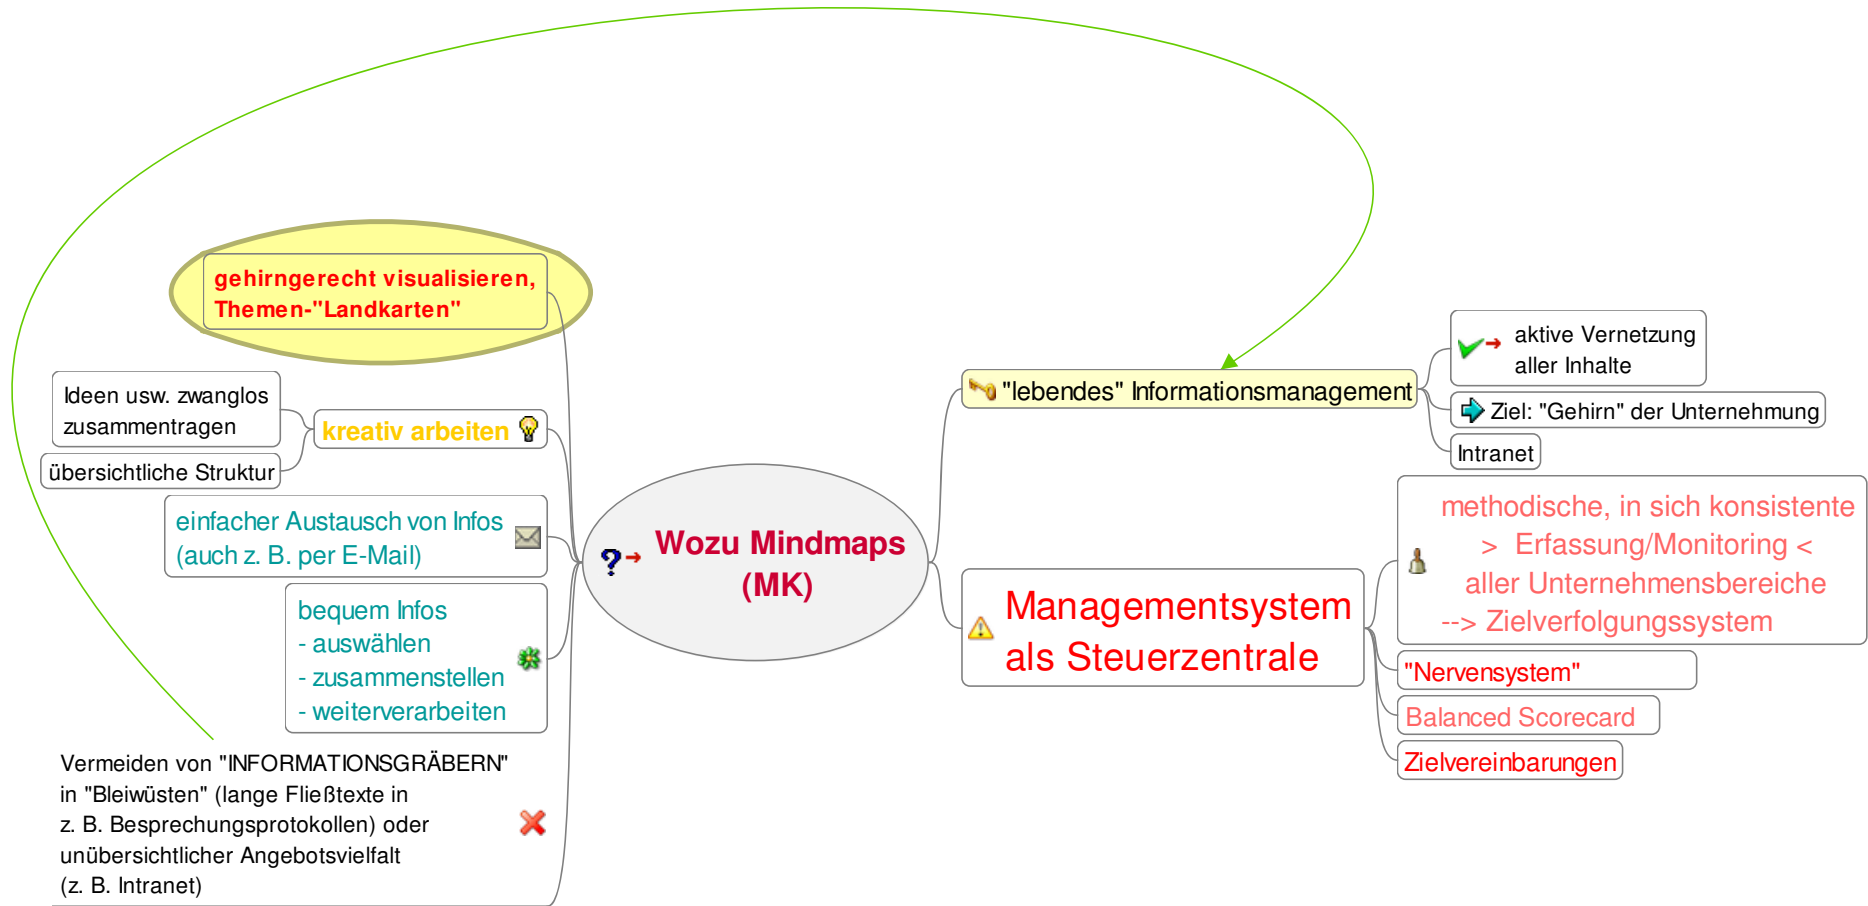 gehirngerecht visualisieren,
Themen-"Landkarten"
Ideen usw. zwanglos
zusammentragen
übersichtliche Struktur
kreativ arbeiten
einfacher Austausch von Infos
(auch z. B. per E-Mail)
bequem Infos
- auswählen
- zusammenstellen
- weiterverarbeiten
Vermeiden von "INFORMATIONSGRÄBERN"
in "Bleiwüsten" (lange Fließtexte in
z. B. Besprechungsprotokollen) oder
unübersichtlicher Angebotsvielfalt
(z. B. Intranet)
Wozu Mindmaps
(MK)
"lebendes" Informationsmanagement
aktive Vernetzung
aller Inhalte
Ziel: "Gehirn" der Unternehmung
Intranet
Managementsystem
als Steuerzentrale
methodische, in sich konsistente
> Erfassung/Monitoring <
aller Unternehmensbereiche
--> Zielverfolgungssystem
"Nervensystem"
Balanced Scorecard
Zielvereinbarungen